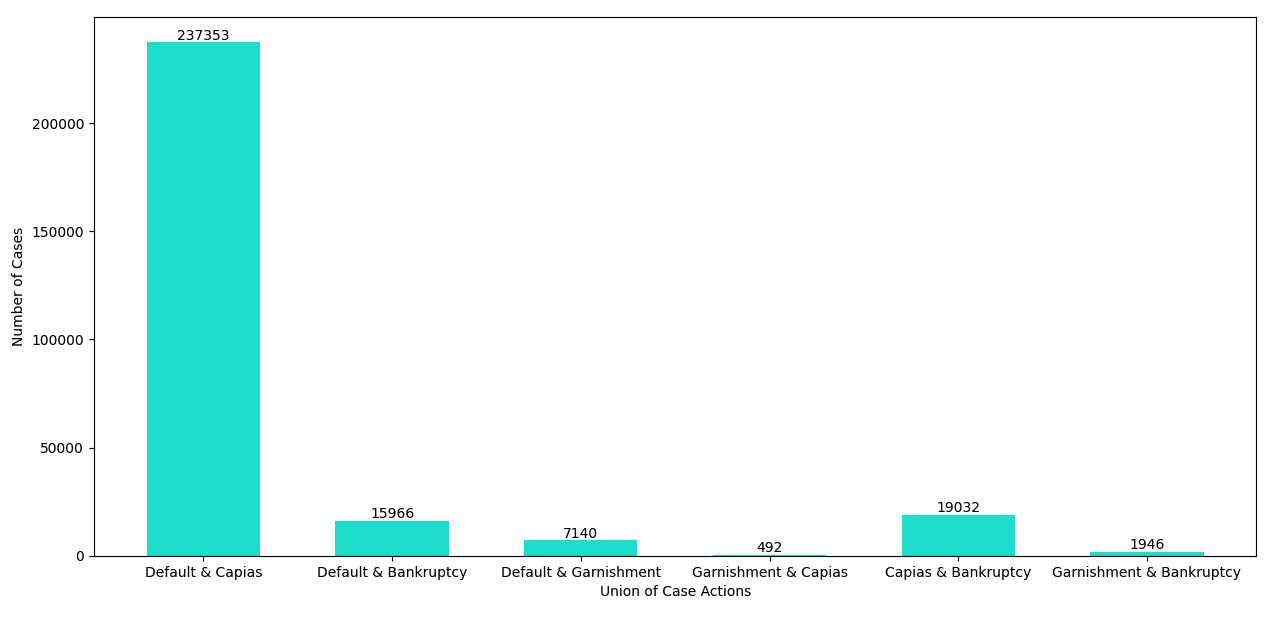 237353
200000
150000
100000
50000
0
Number of Cases
15966
7140
492
19032
1946
Default & Capias
Default & Bankruptcy
Default & Garnishment
Garnishment & Capias
Capias & Bankruptcy
Garnishment & Bankruptcy
Union of Case Actions